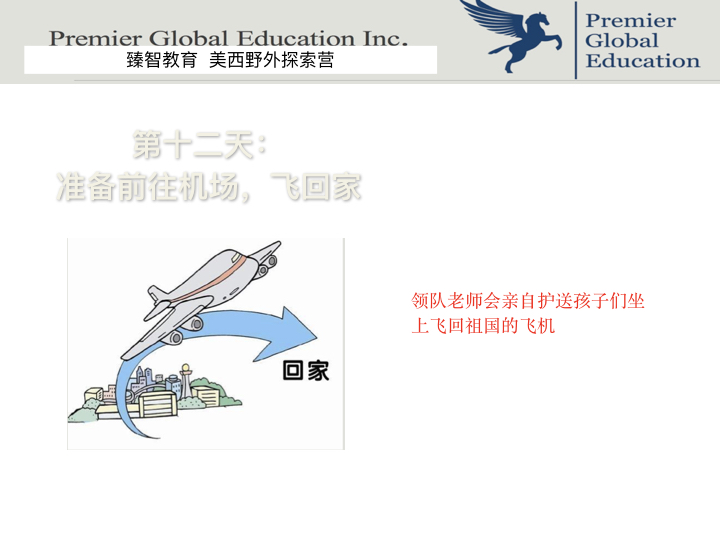 Premier Global Education Inc.
臻智教育 美西野外探索营
Premier
Global
Education
第十二天：
准备前往机场，飞回家
领队老师会亲自护送孩子们坐
上飞回祖国的飞机
回家